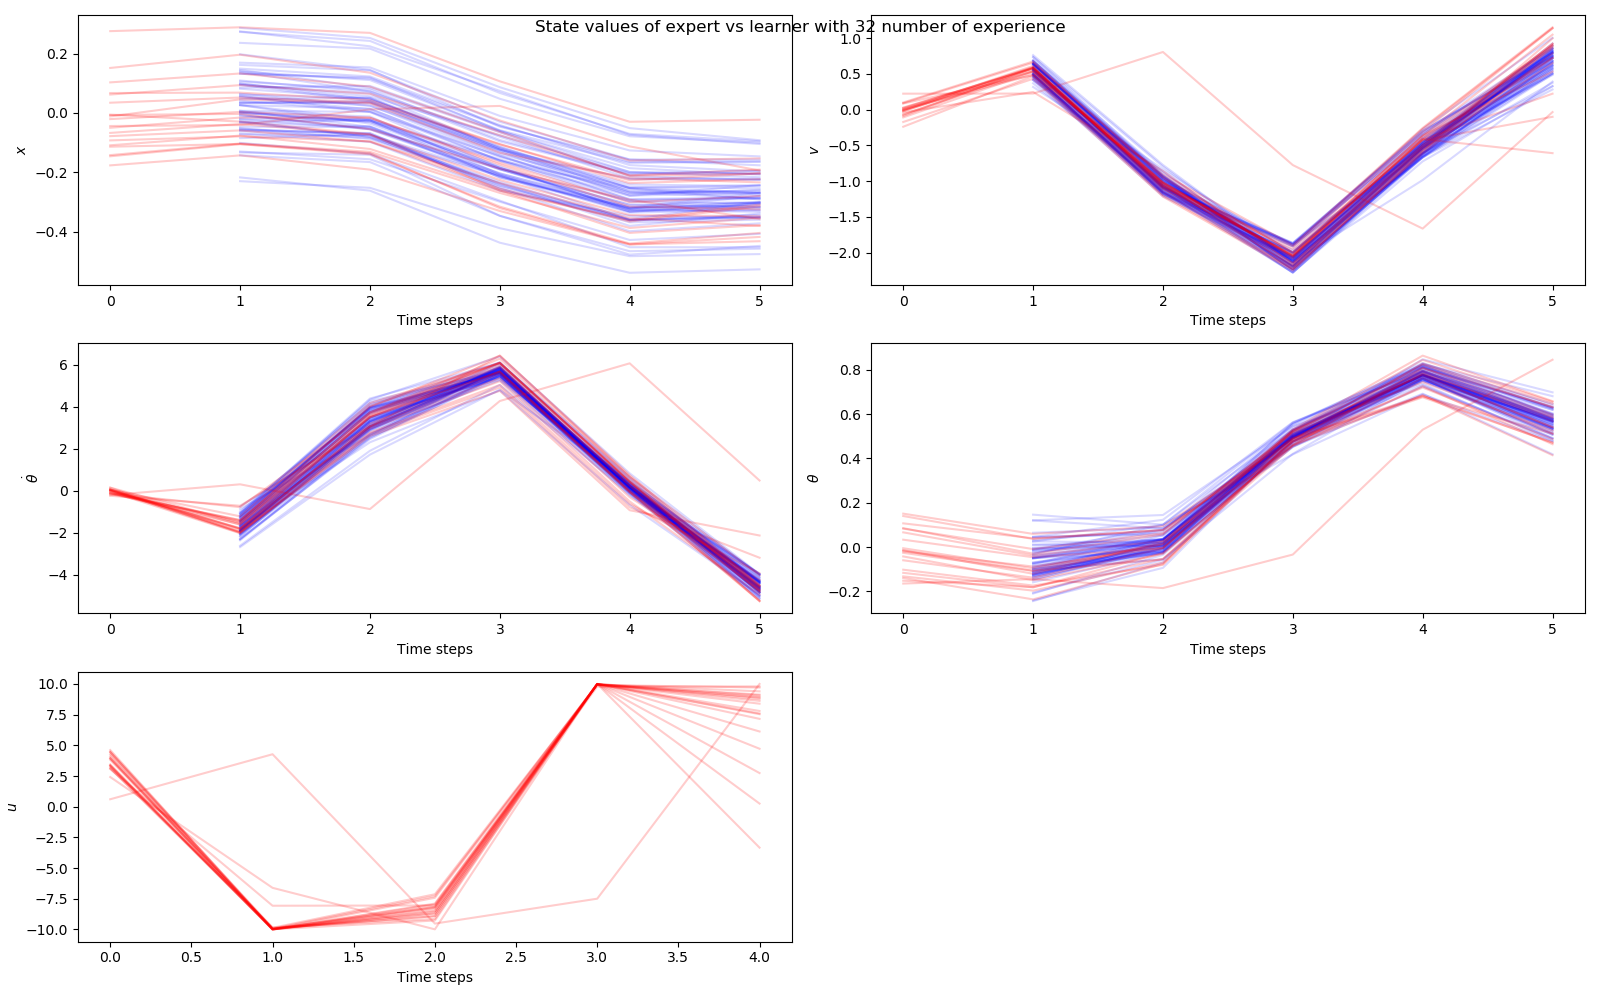 State values of expert vs learner with 32 number of experience
0.2
0.0
−0.2
−0.4
x
0 1 2 3 4 5
Time steps
1.0
0.5
0.0
−0.5
−1.0
−1.5
−2.0
v
0 1 2 3 4 5
Time steps
6
4
2
0
−2
−4
θ̇
0 1 2 3 4 5
Time steps
0.8
0.6
0.4
0.2
0.0
−0.2
θ
0 1 2 3 4 5
Time steps
10.0
7.5
5.0
2.5
0.0
−2.5
−5.0
−7.5
−10.0
u
0.0 0.5 1.0 1.5 2.0 2.5 3.0 3.5 4.0
Time steps